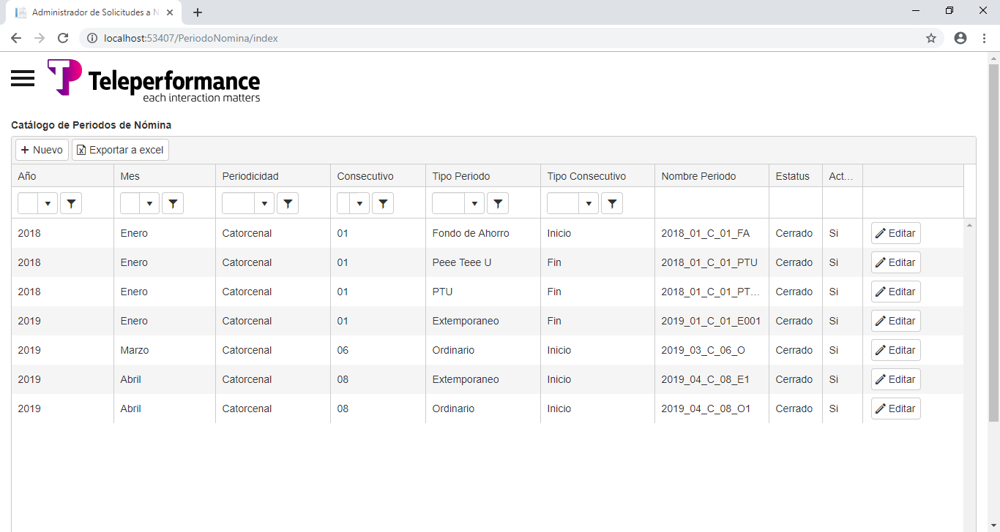 Administrador de Solicitudes a N
localhost:53407/PeriodoNomina/index
Teleperformance
each interaction matters
Catálogo de Periodos de Nómina
Nuevo Exportar a excel
Año Mes Periodicidad Consecutivo Tipo Periodo Tipo Consecutivo Nombre Periodo Estatus Act...
2018 Enero Catorcenal 01 Fondo de Ahorro Inicio 2018_01_C_01_FA Cerrado Si Editar
2018 Enero Catorcenal 01 Peee Teee U Fin 2018_01_C_01_PTU Cerrado Si Editar
2018 Enero Catorcenal 01 PTU Fin 2018_01_C_01_PT... Cerrado Si Editar
2019 Enero Catorcenal 01 Extemporaneo Fin 2019_01_C_01_E001 Cerrado Si Editar
2019 Marzo Catorcenal 06 Ordinario Inicio 2019_03_C_06_O Cerrado Si Editar
2019 Abril Catorcenal 08 Extemporaneo Inicio 2019_04_C_08_E1 Cerrado Si Editar
2019 Abril Catorcenal 08 Ordinario Inicio 2019_04_C_08_O1 Cerrado Si Editar